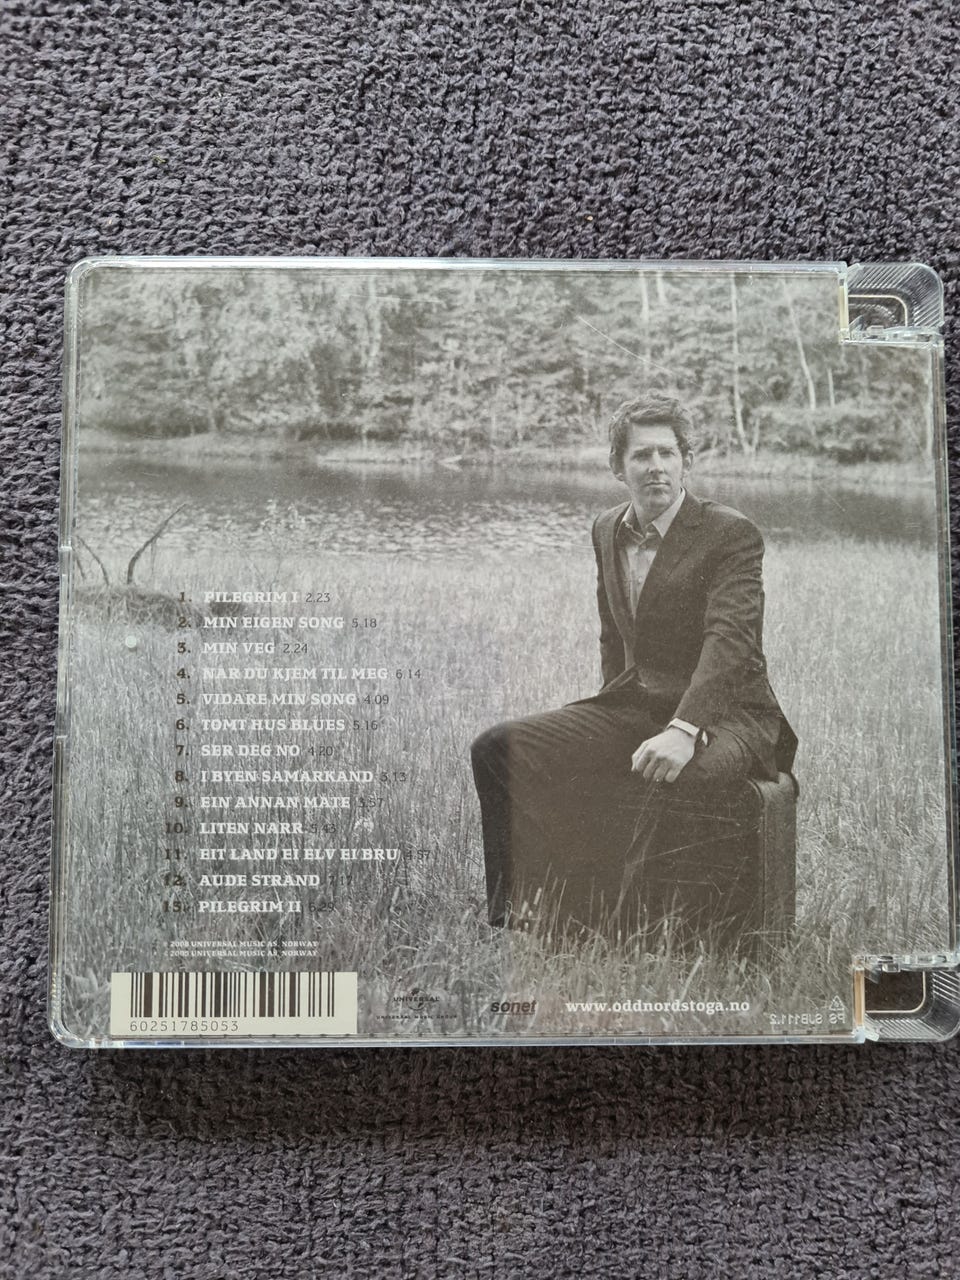 1. PILEGRIM I 2.23
2. MIN EIGEN SONG 5.18
3. MIN VEG 2.24
4. NÅR DU KJEM TIL MEG 6.14
5. VIDARE MIN SONG 4.09
6. TOMT HUS BLUES 5.16
7. SER DEG NO 4.20
8. I BYEN SAMARKAND 3.13
9. EIN ANNAN MÅTE 3.57
10. LITEN NARR 5.43
11. EIT LAND EI ELV EI BRU 4.57
12. AUDE STRAND
13. PILEGRIM II 6.29
2008 UNIVERSAL MUSIC AS, NORWAY
UNIVERSAL MUSIC AS, NORWAY
60251785053
UNIVERSAL
UNIVERSAL MUSIC GROUP
sonet
www.oddnordstoga.no
PS SJB111.2